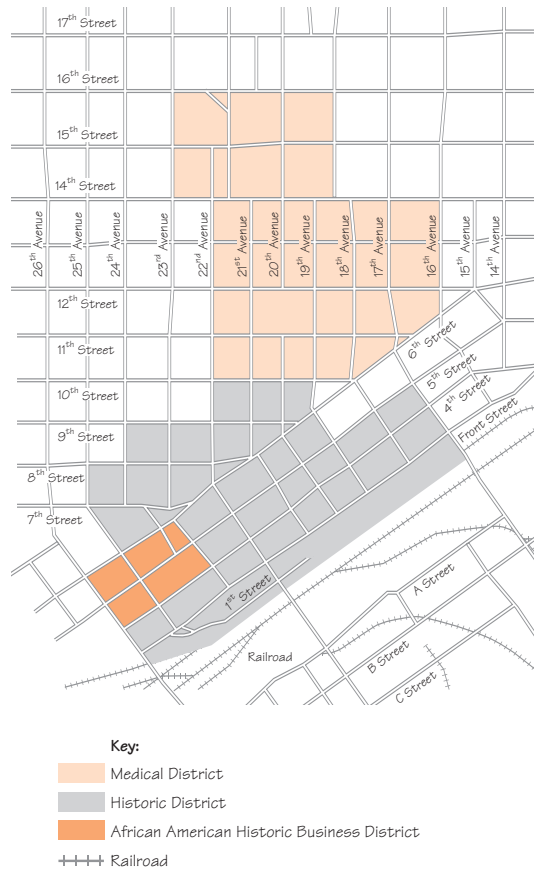 17th Street
16th Street
15th Street
14th Street
26th Avenue
25th Avenue
24th Avenue
23rd Avenue
22nd Avenue
21st Avenue
20th Avenue
19th Avenue
18th Avenue
17th Avenue
16th Avenue
15th Avenue
14th Avenue
12th Street
11th Street
10th Street
9th Street
8th Street
7th Street
6th Street
5th Street
4th Street
Front Street
1st Street
A Street
B Street
C Street
Railroad
Key:
Medical District
Historic District
African American Historic Business District
Railroad